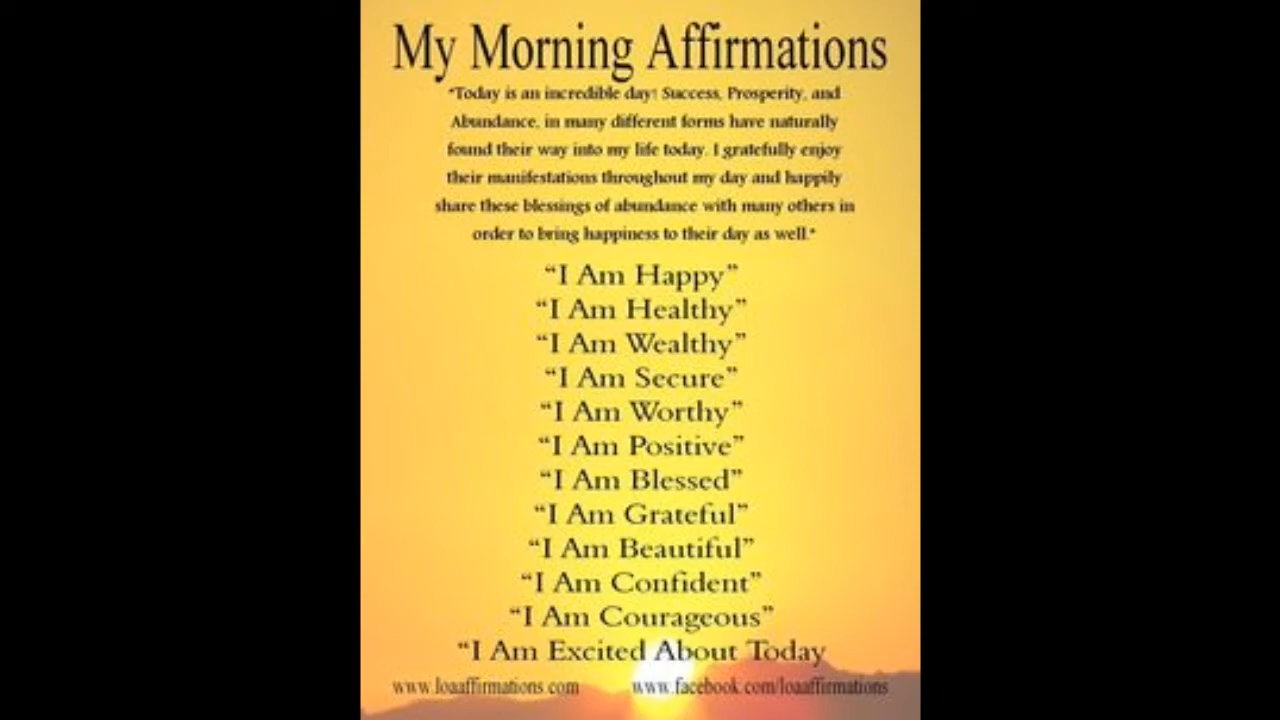 My Morning Affirmations
"Today is an incredible day! Success, Prosperity, and
Abundance, in many different forms have naturally
found their way into my life today. I gratefully enjoy
their manifestations throughout my day and happily
share these blessings of abundance with many others in
order to bring happiness to their day as well."
“I Am Happy”
“I Am Healthy”
“I Am Wealthy”
“I Am Secure”
“I Am Worthy”
“I Am Positive”
“I Am Blessed”
“I Am Grateful”
“I Am Beautiful”
“I Am Confident”
“I Am Courageous”
“I Am Excited About Today
www.loaaffirmations.com www.facebook.com/loaaffirmations